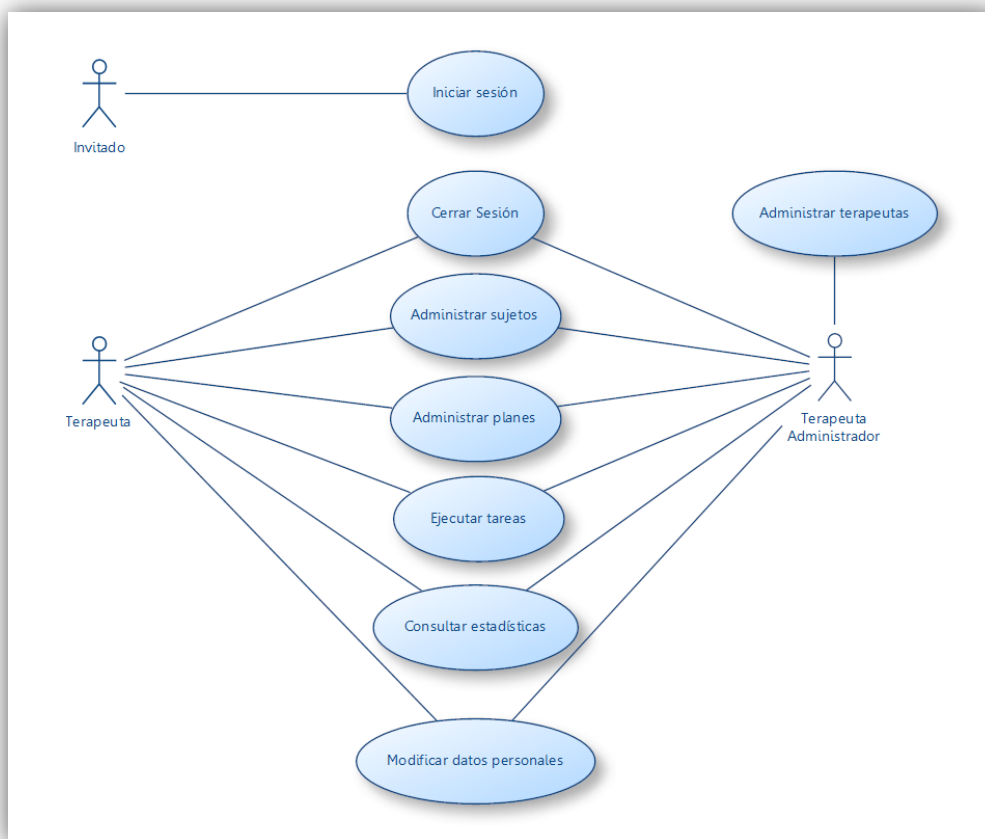 Iniciar sesión
Invitado
Cerrar Sesión
Administrar terapeutas
Administrar sujetos
Administrar planes
Terapeuta
Terapeuta
Administrador
Ejecutar tareas
Consultar estadísticas
Modificar datos personales